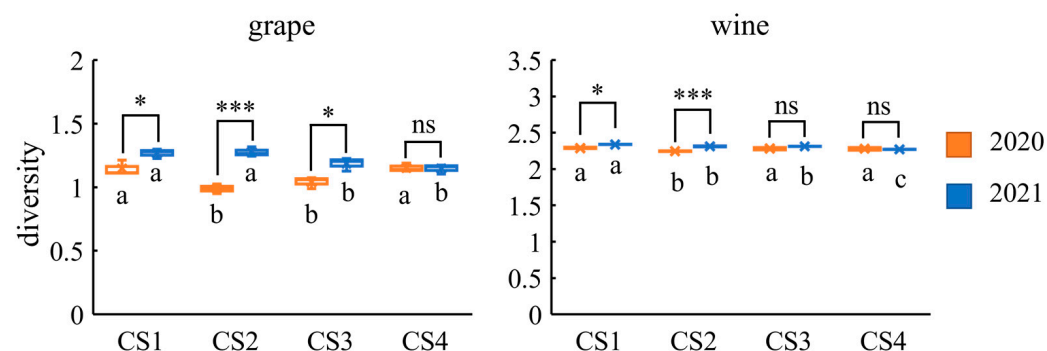 grape
diversity
2
1.5
1
0.5
0
* *** * ns
a a b a b b a b
CS1 CS2 CS3 CS4
wine
3.5
3
2.5
2
1.5
1
0.5
0
* *** ns ns
a a b b a b a c
CS1 CS2 CS3 CS4
2020
2021